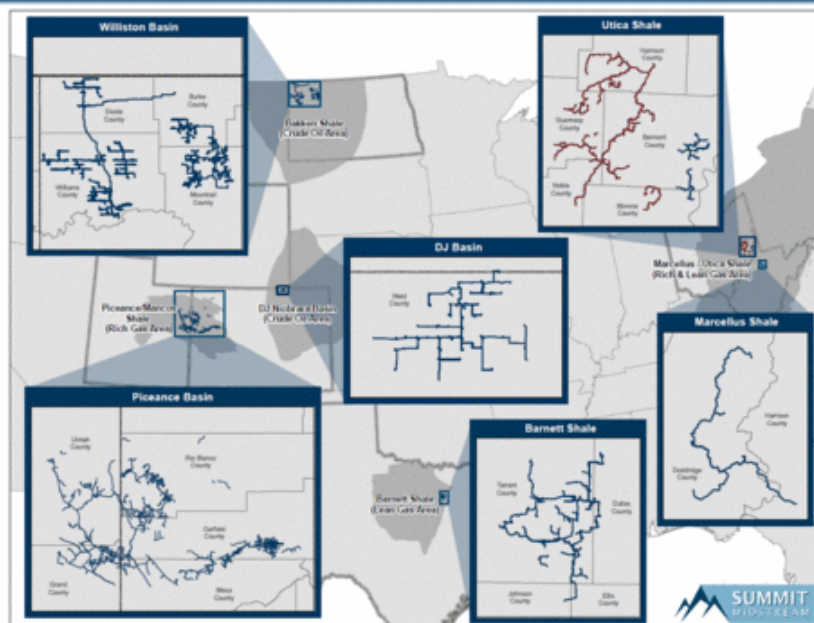 Williston Basin
Divide
County
Burke
County
Williams
County
Mountrail
County
Bakken Shale
(Crude Oil Area)
Utica Shale
Harrison
County
Guernsey
County
Belmont
County
Noble
County
Monroe
County
DJ Basin
Weld
County
Piceance/Mancos
Shale
(Rich Gas Area)
DJ Niobrara Basin
(Crude Oil Area)
Marcellus / Utica Shale
(Rich & Lean Gas Area)
Marcellus Shale
Harrison
County
Doddridge
County
Piceance Basin
Uintah
County
Rio Blanco
County
Garfield
County
Grand
County
Mesa
County
Barnett Shale
(Lean Gas Area)
Barnett Shale
Tarrant
County
Dallas
County
Johnson
County
Ellis
County
SUMMIT
MIDSTREAM